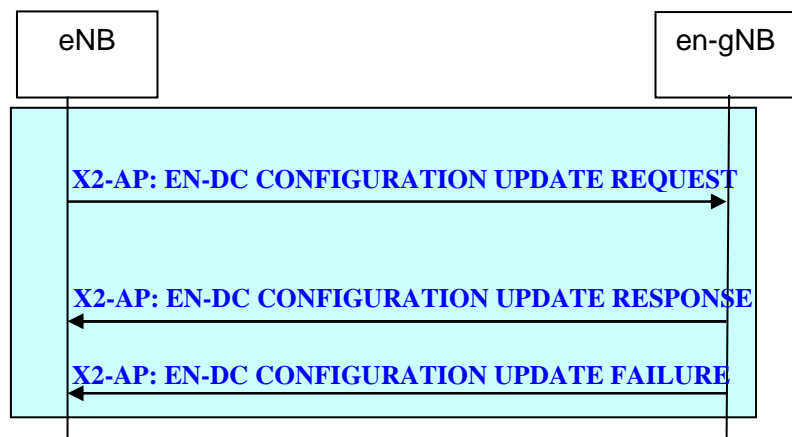 eNB
en-gNB
X2-AP: EN-DC CONFIGURATION UPDATE REQUEST
X2-AP: EN-DC CONFIGURATION UPDATE RESPONSE
X2-AP: EN-DC CONFIGURATION UPDATE FAILURE